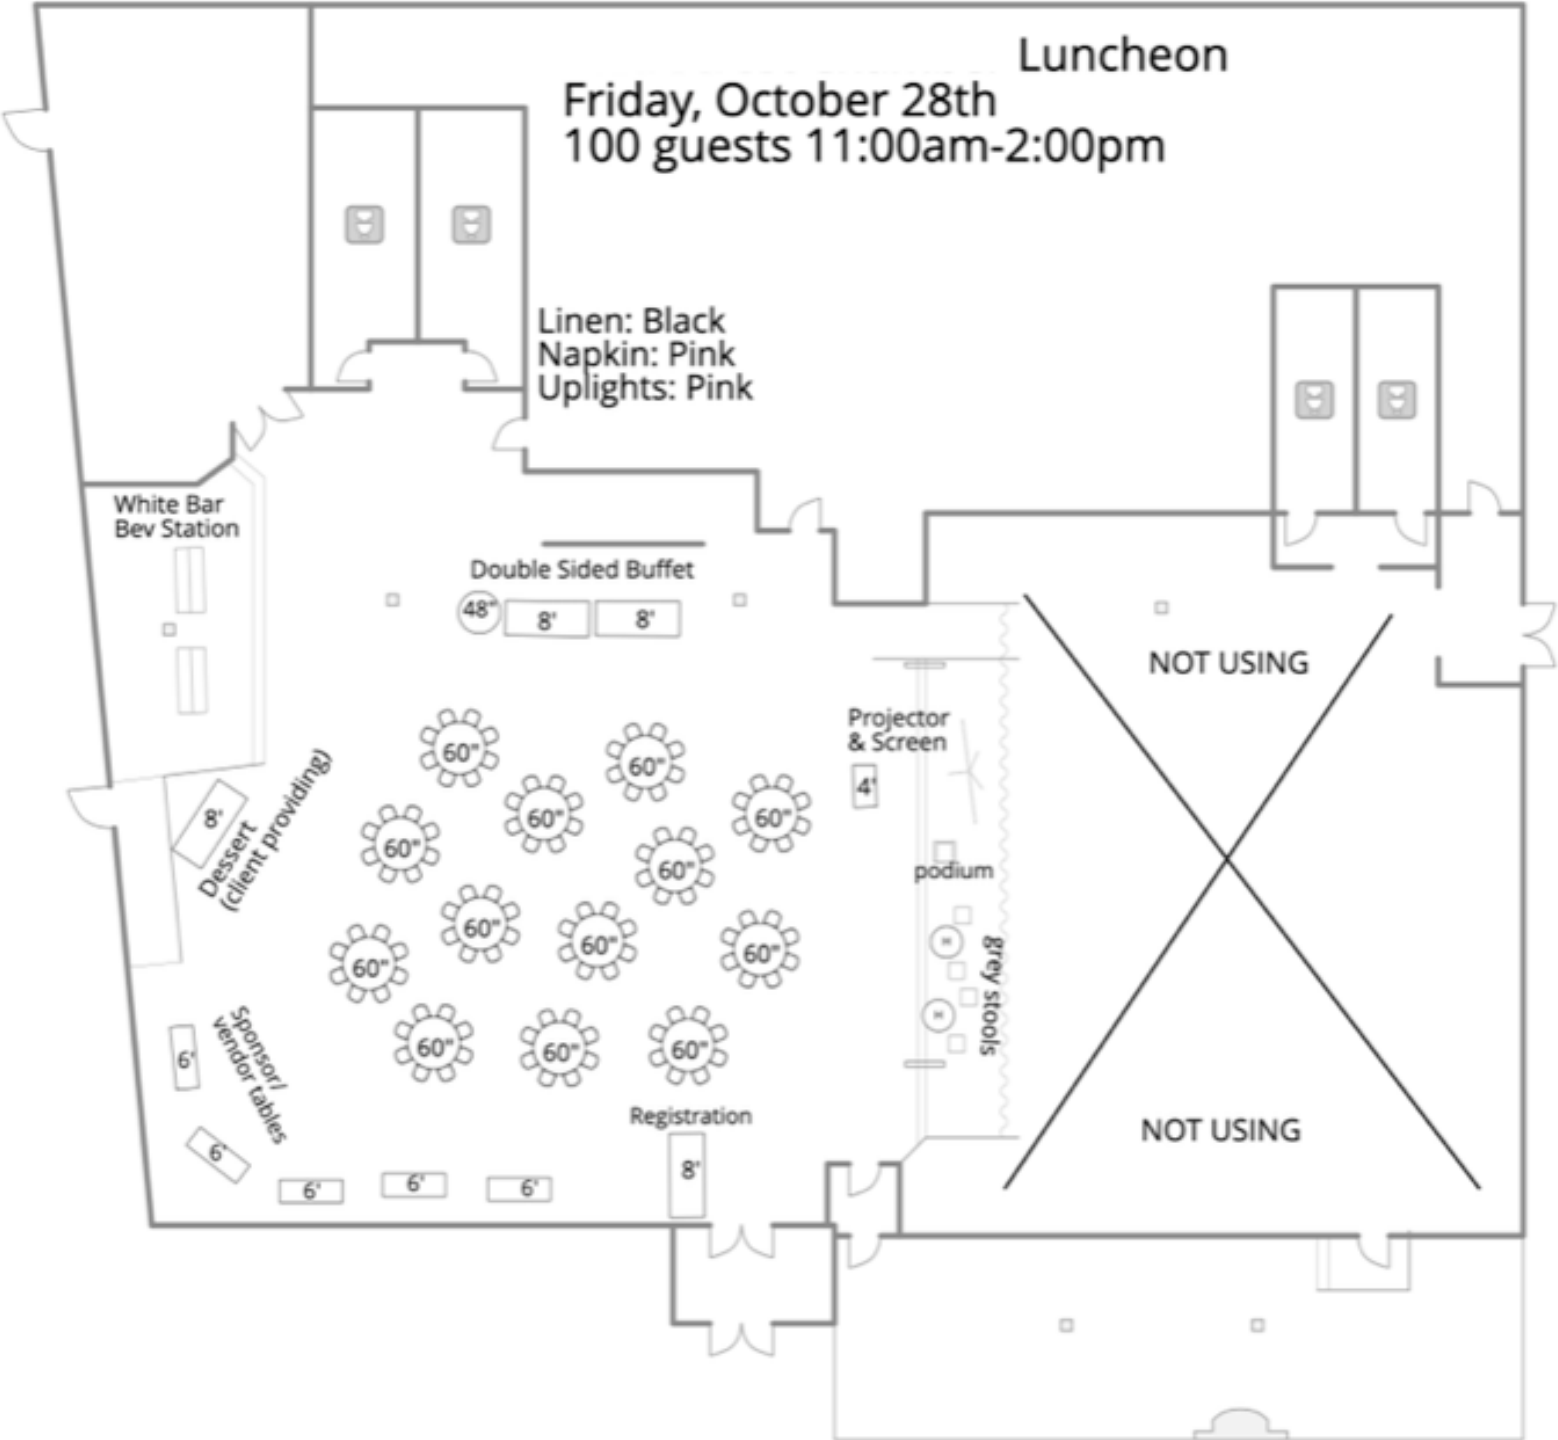 Luncheon
Friday, October 28th
100 guests 11:00am-2:00pm
Linen: Black
Napkin: Pink
Uplights: Pink
White Bar
Bev Station
Double Sided Buffet
48"
8'
8'
NOT USING
Projector
& Screen
4'
60"
60"
60"
60"
60"
60"
60"
60"
60"
60"
60"
60"
60"
60"
8'
Dessert
(client providing)
podium
grey stools
H
H
Sponsor/
vendor tables
6'
6'
6'
6'
6'
Registration
8'
NOT USING